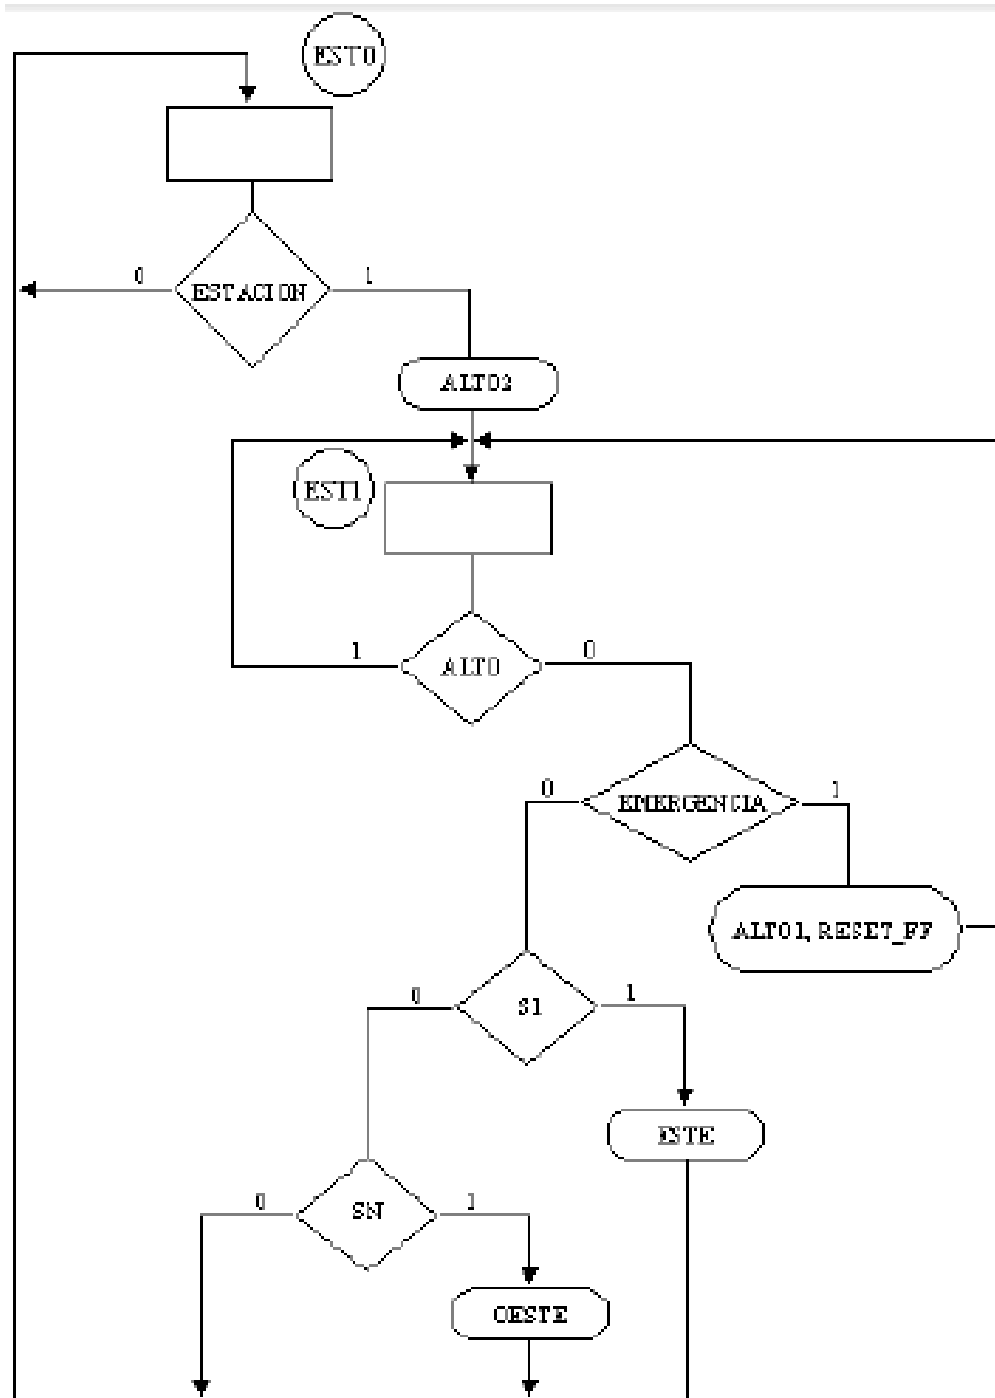 EST0
0
ESTACION
1
ALTO2
EST1
1
ALTO
0
0
EMERGENCIA
1
ALTO1, RESET_FF
0
S1
1
ESTE
0
SN
1
OESTE